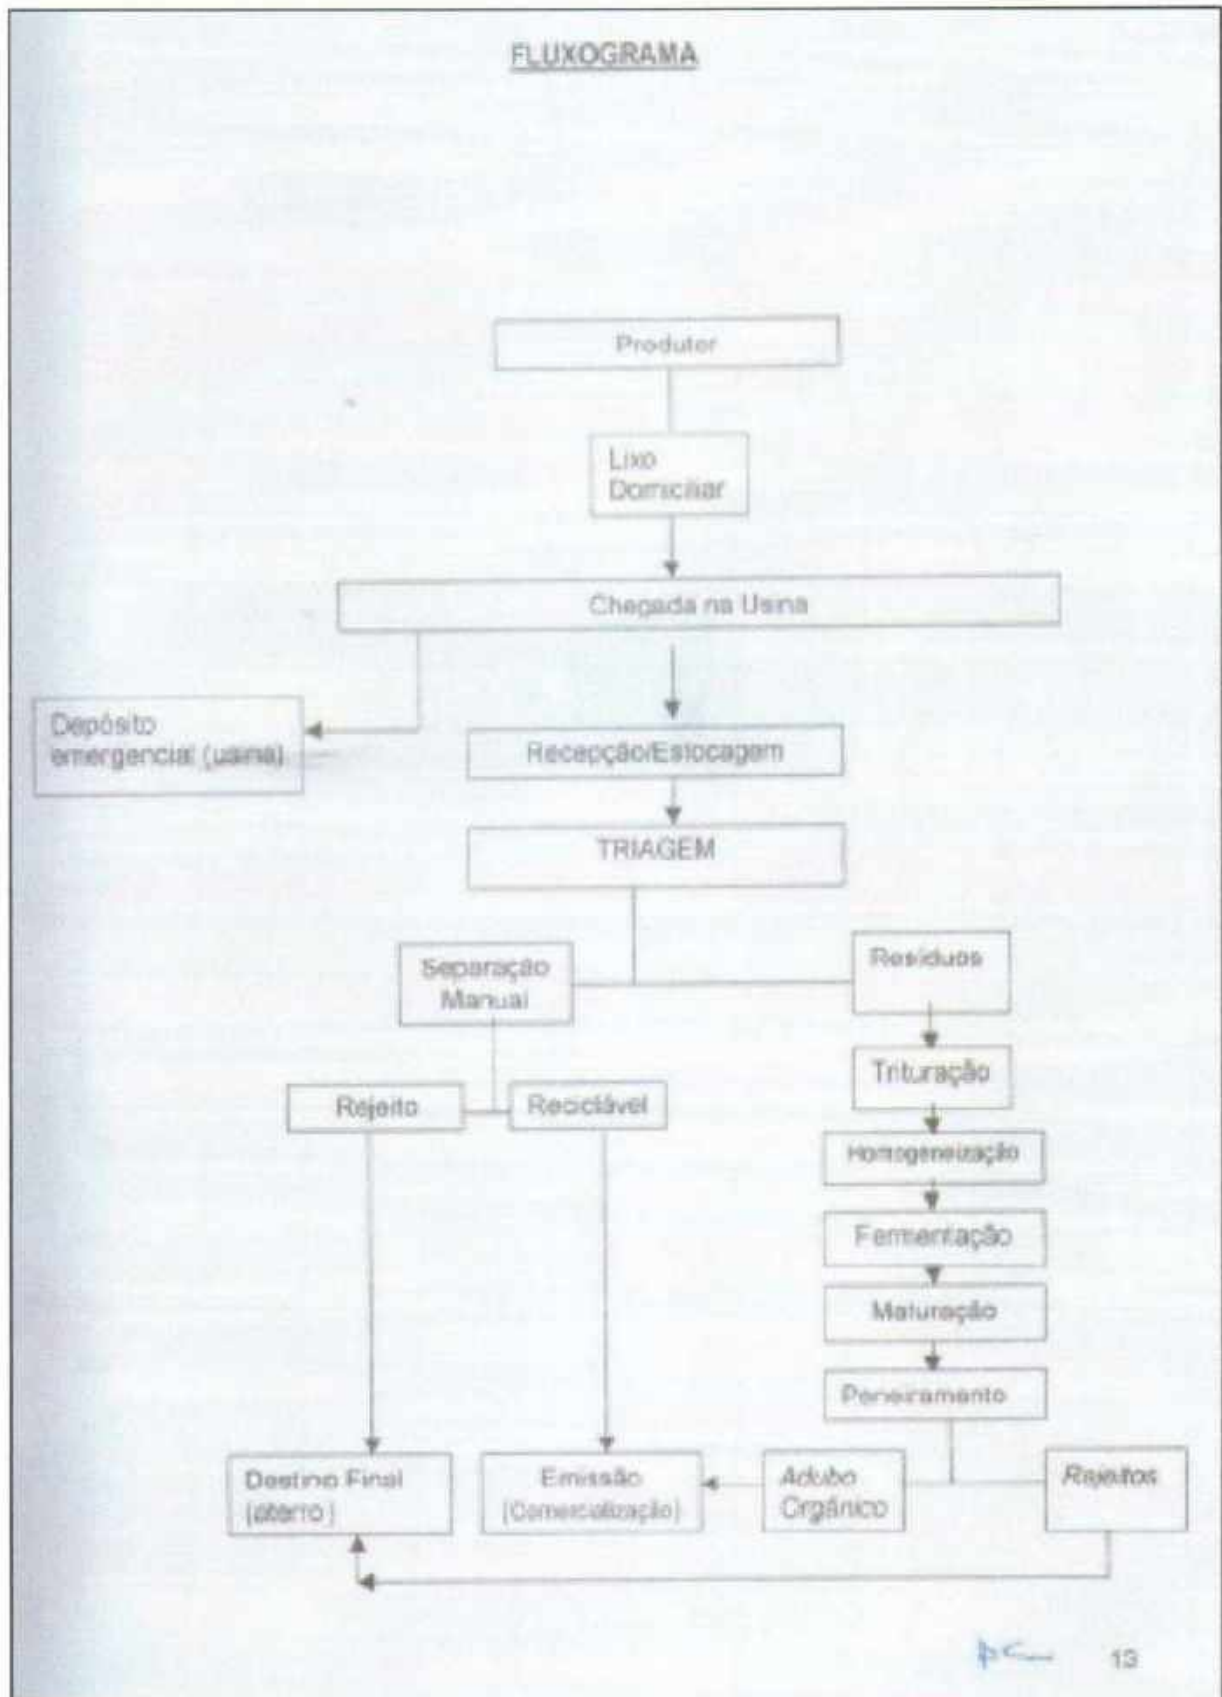 FLUXOGRAMA
Produtor
Lixo
Domiciliar
Chegada na Usina
Depósito
emergencial (usina)
Recepção/Estocagem
TRIAGEM
Separação
Manual
Resíduos
Trituração
Rejeito
Reciclável
Homogeneização
Fermentação
Maturação
Peneiramento
Destino Final
(aterro )
Emissão
(Comercialização)
Adubo
Orgânico
Rejeitos
13